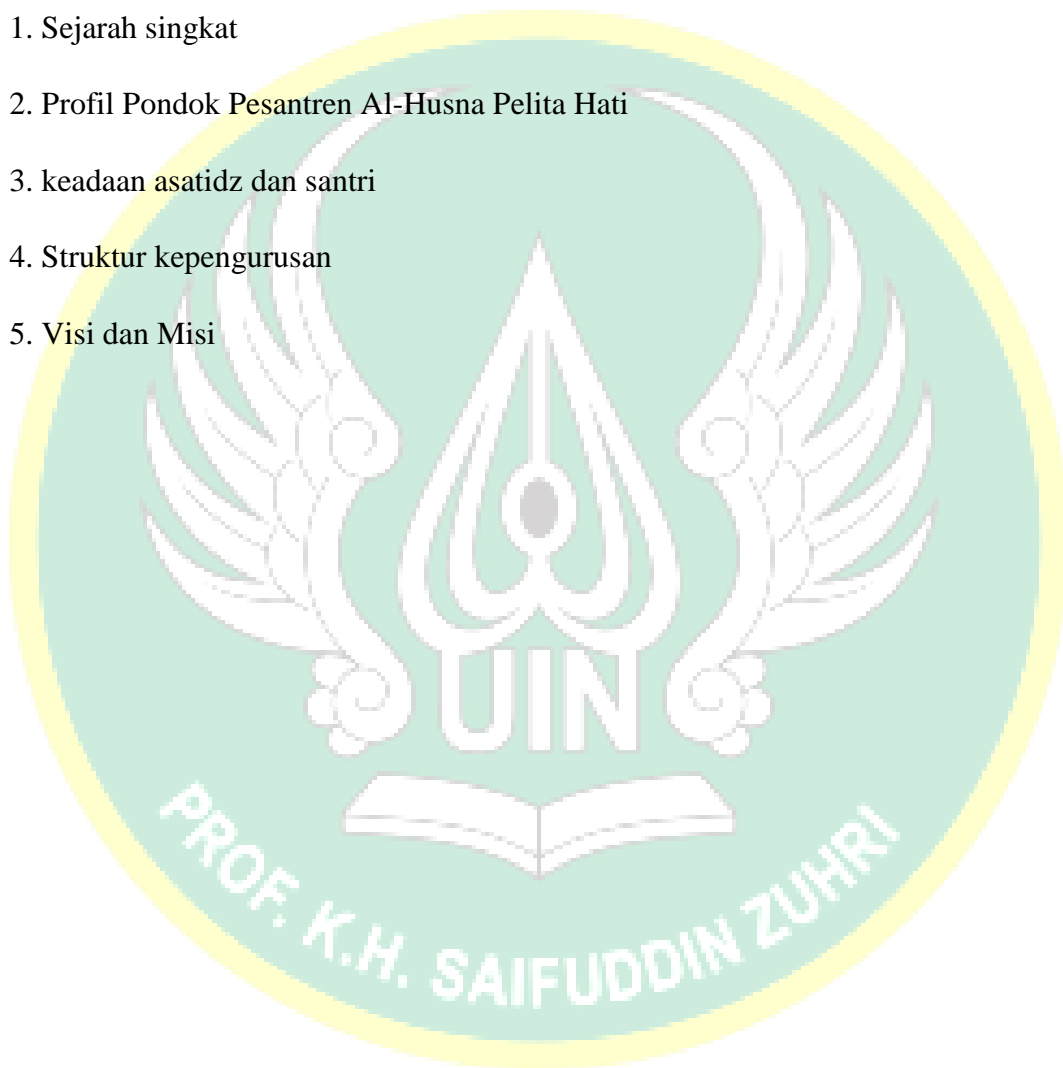 1. Sejarah singkat
2. Profil Pondok Pesantren Al-Husna Pelita Hati
3. keadaan asatidz dan santri
4. Struktur kepengurusan
5. Visi dan Misi
UIN
PROF. K.H. SAIFUDDIN ZUHRI